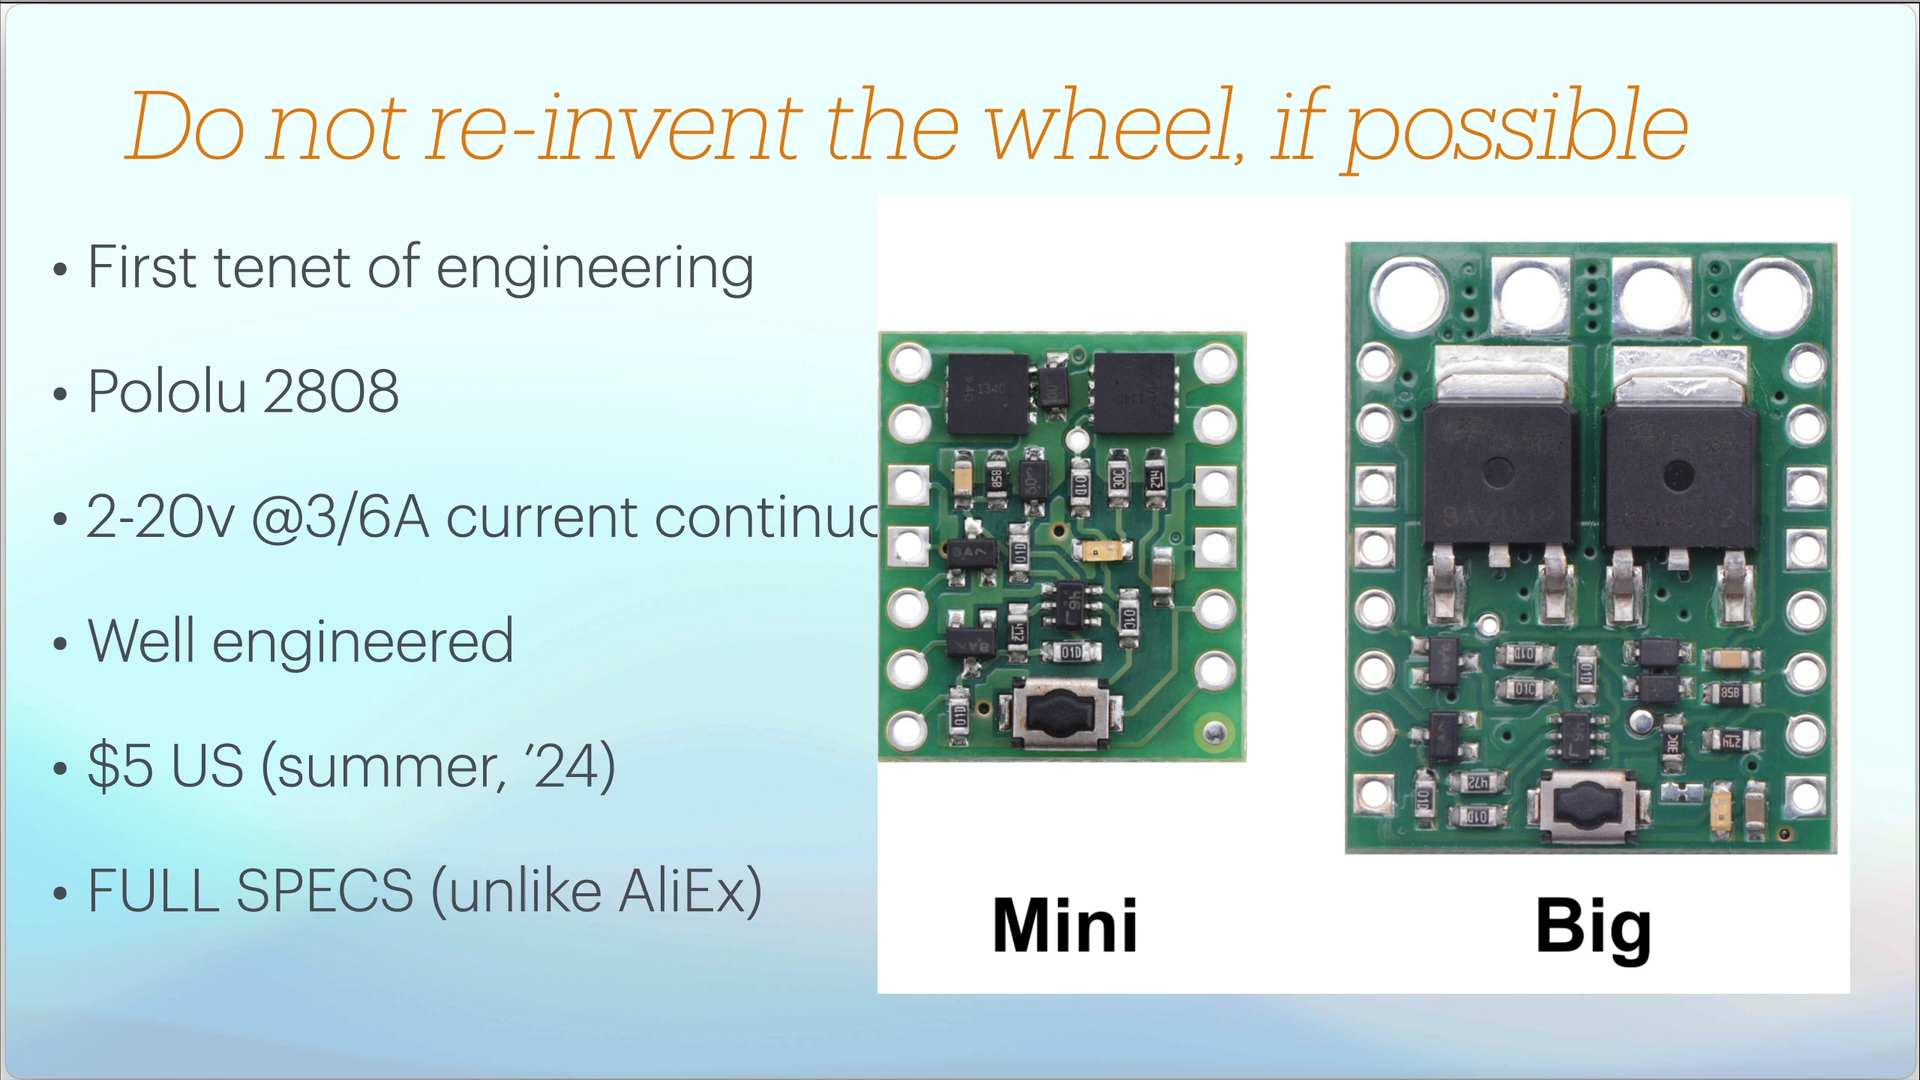 Do not re-invent the wheel, if possible
• First tenet of engineering
• Pololu 2808
• 2-20v @3/6A current continuo
• Well engineered
• $5 US (summer, ’24)
• FULL SPECS (unlike AliEx)
Mini
Big